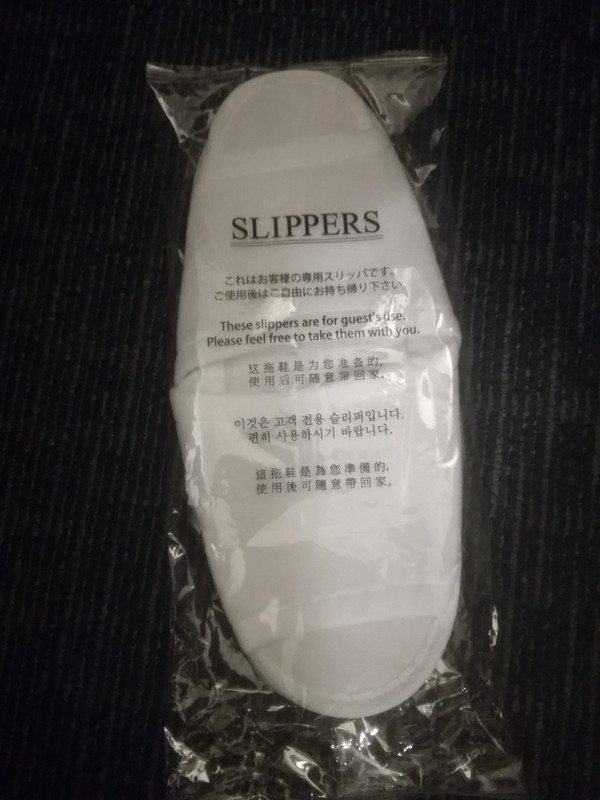 SLIPPERS
これはお客様の専用スリッパです。
ご使用後はご自由にお持ち帰り下さい。
These slippers are for guest's use.
Please feel free to take them with you.
这拖鞋是为您准备的,
使用后可随意带回家。
이것은 고객 전용 슬리퍼입니다.
편히 사용하시기 바랍니다.
這拖鞋是為您準備的,
使用後可隨意帶回家。